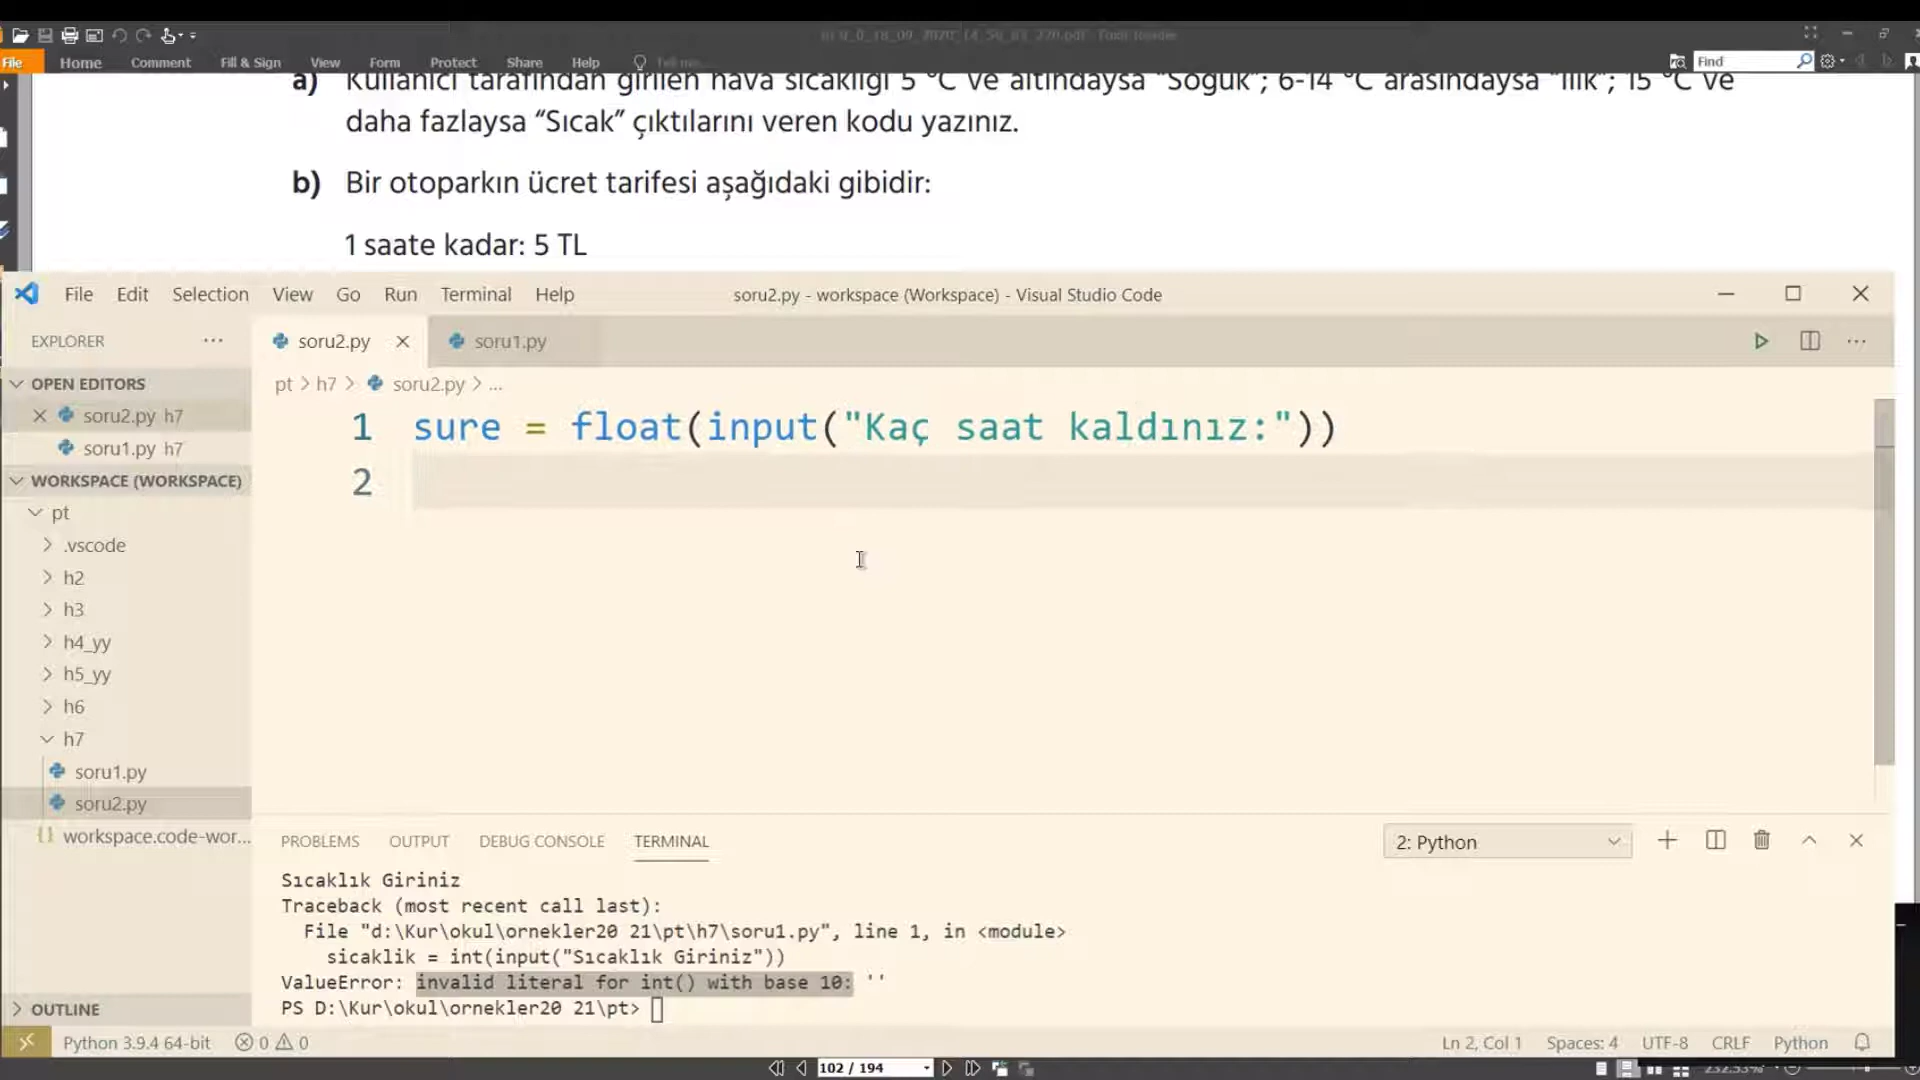 File Home Comment Fill & Sign View Form Protect Share Help Find
a) Kullanıcı tarafından girilen hava sıcaklığı 5 °C ve altındaysa “Soğuk”; 6-14 °C arasındaysa “Ilık”; 15 °C ve
daha fazlaysa “Sıcak” çıktılarını veren kodu yazınız.
b) Bir otoparkın ücret tarifesi aşağıdaki gibidir:
1 saate kadar: 5 TL
File Edit Selection View Go Run Terminal Help soru2.py - workspace (Workspace) - Visual Studio Code
EXPLORER
soru2.py soru1.py
OPEN EDITORS
soru2.py h7
soru1.py h7
WORKSPACE (WORKSPACE)
pt
.vscode
h2
h3
h4_yy
h5_yy
h6
h7
soru1.py
soru2.py
workspace.code-wor...
OUTLINE
pt > h7 > soru2.py > ...
1 sure = float(input("Kaç saat kaldınız:"))
2
PROBLEMS OUTPUT DEBUG CONSOLE TERMINAL 2: Python
Sıcaklık Giriniz
Traceback (most recent call last):
File "d:\Kur\okul\ornekler20 21\pt\h7\soru1.py", line 1, in <module>
sicaklik = int(input("Sıcaklık Giriniz"))
ValueError: invalid literal for int() with base 10: ''
PS D:\Kur\okul\ornekler20 21\pt>
Python 3.9.4 64-bit 0 0 Ln 2, Col 1 Spaces: 4 UTF-8 CRLF Python
102 / 194